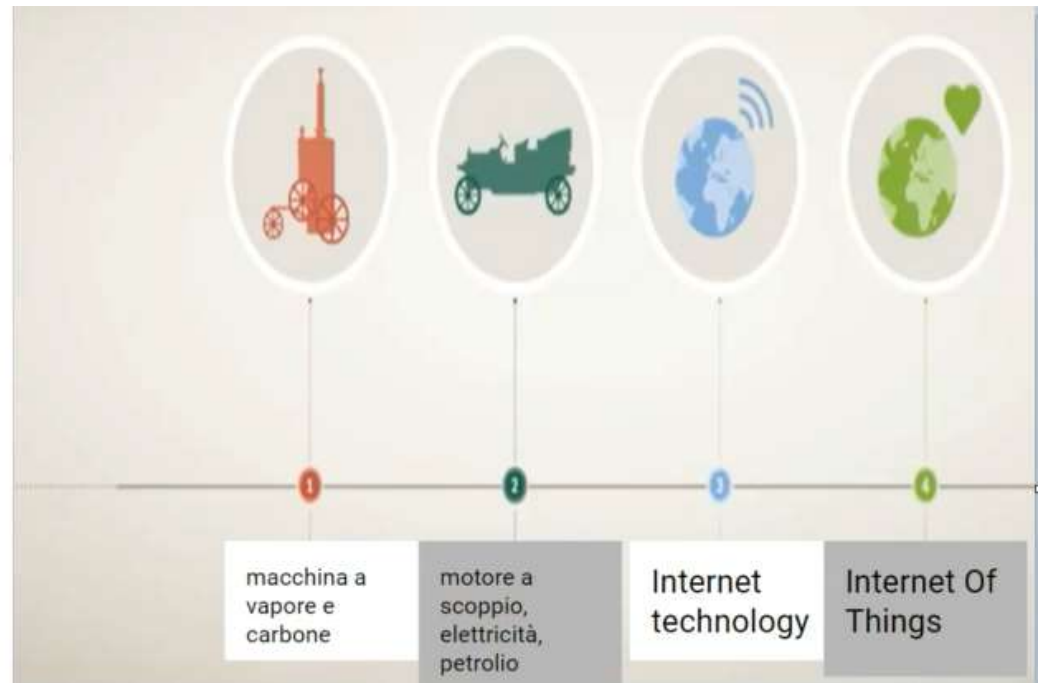 1
2
3
4
macchina a
vapore e
carbone
motore a
scoppio,
elettricità,
petrolio
Internet
technology
Internet Of
Things